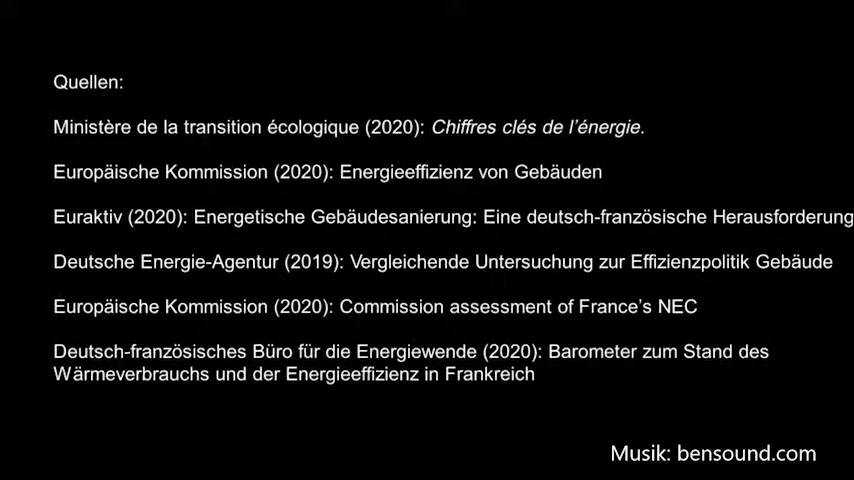 Quellen:
Ministère de la transition écologique (2020): Chiffres clés de l'énergie.
Europäische Kommission (2020): Energieeffizienz von Gebäuden
Euraktiv (2020): Energetische Gebäudesanierung: Eine deutsch-französische Herausforderung
Deutsche Energie-Agentur (2019): Vergleichende Untersuchung zur Effizienzpolitik Gebäude
Europäische Kommission (2020): Commission assessment of France's NEC
Deutsch-französisches Büro für die Energiewende (2020): Barometer zum Stand des
Wärmeverbrauchs und der Energieeffizienz in Frankreich
Musik: bensound.com